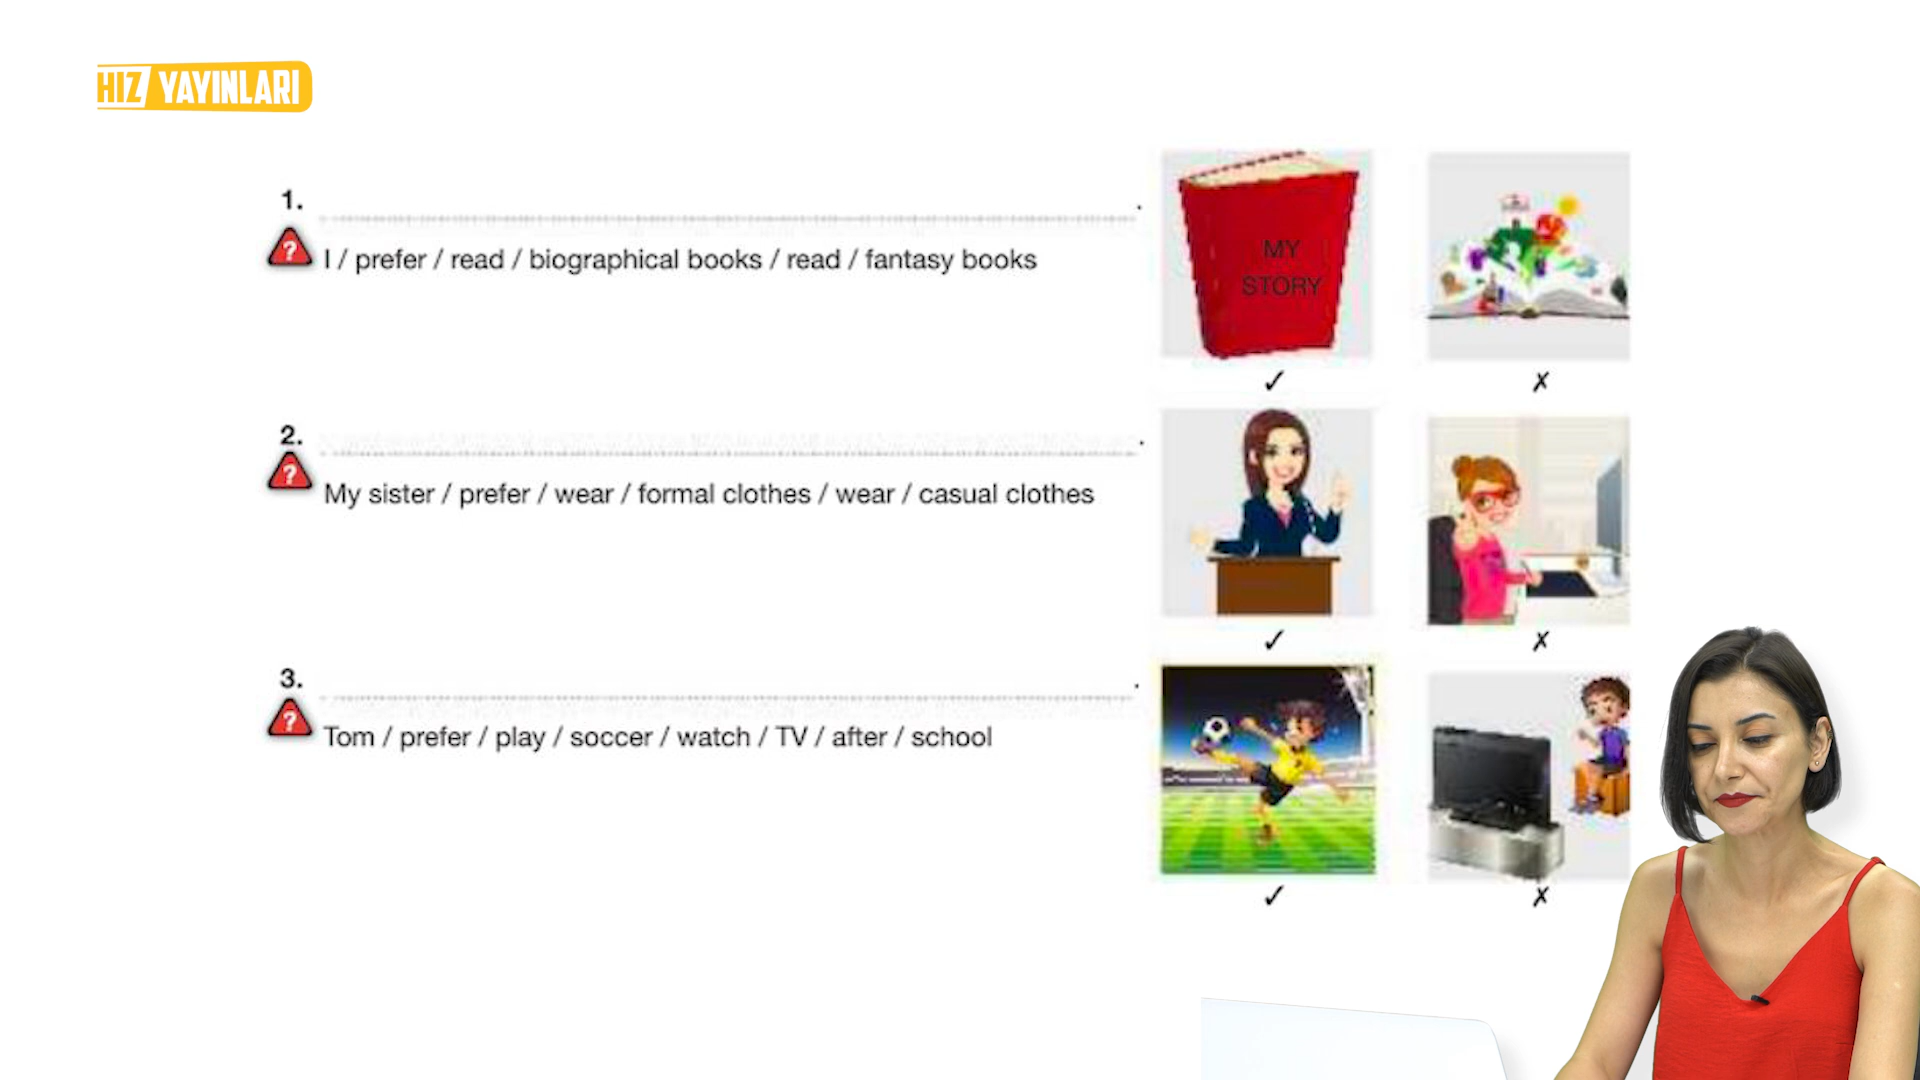 HIZ YAYINLARI
1. .
? I / prefer / read / biographical books / read / fantasy books
MY
STORY
✓ ✗
2. .
? My sister / prefer / wear / formal clothes / wear / casual clothes
✓ ✗
3. .
? Tom / prefer / play / soccer / watch / TV / after / school
✓ ✗